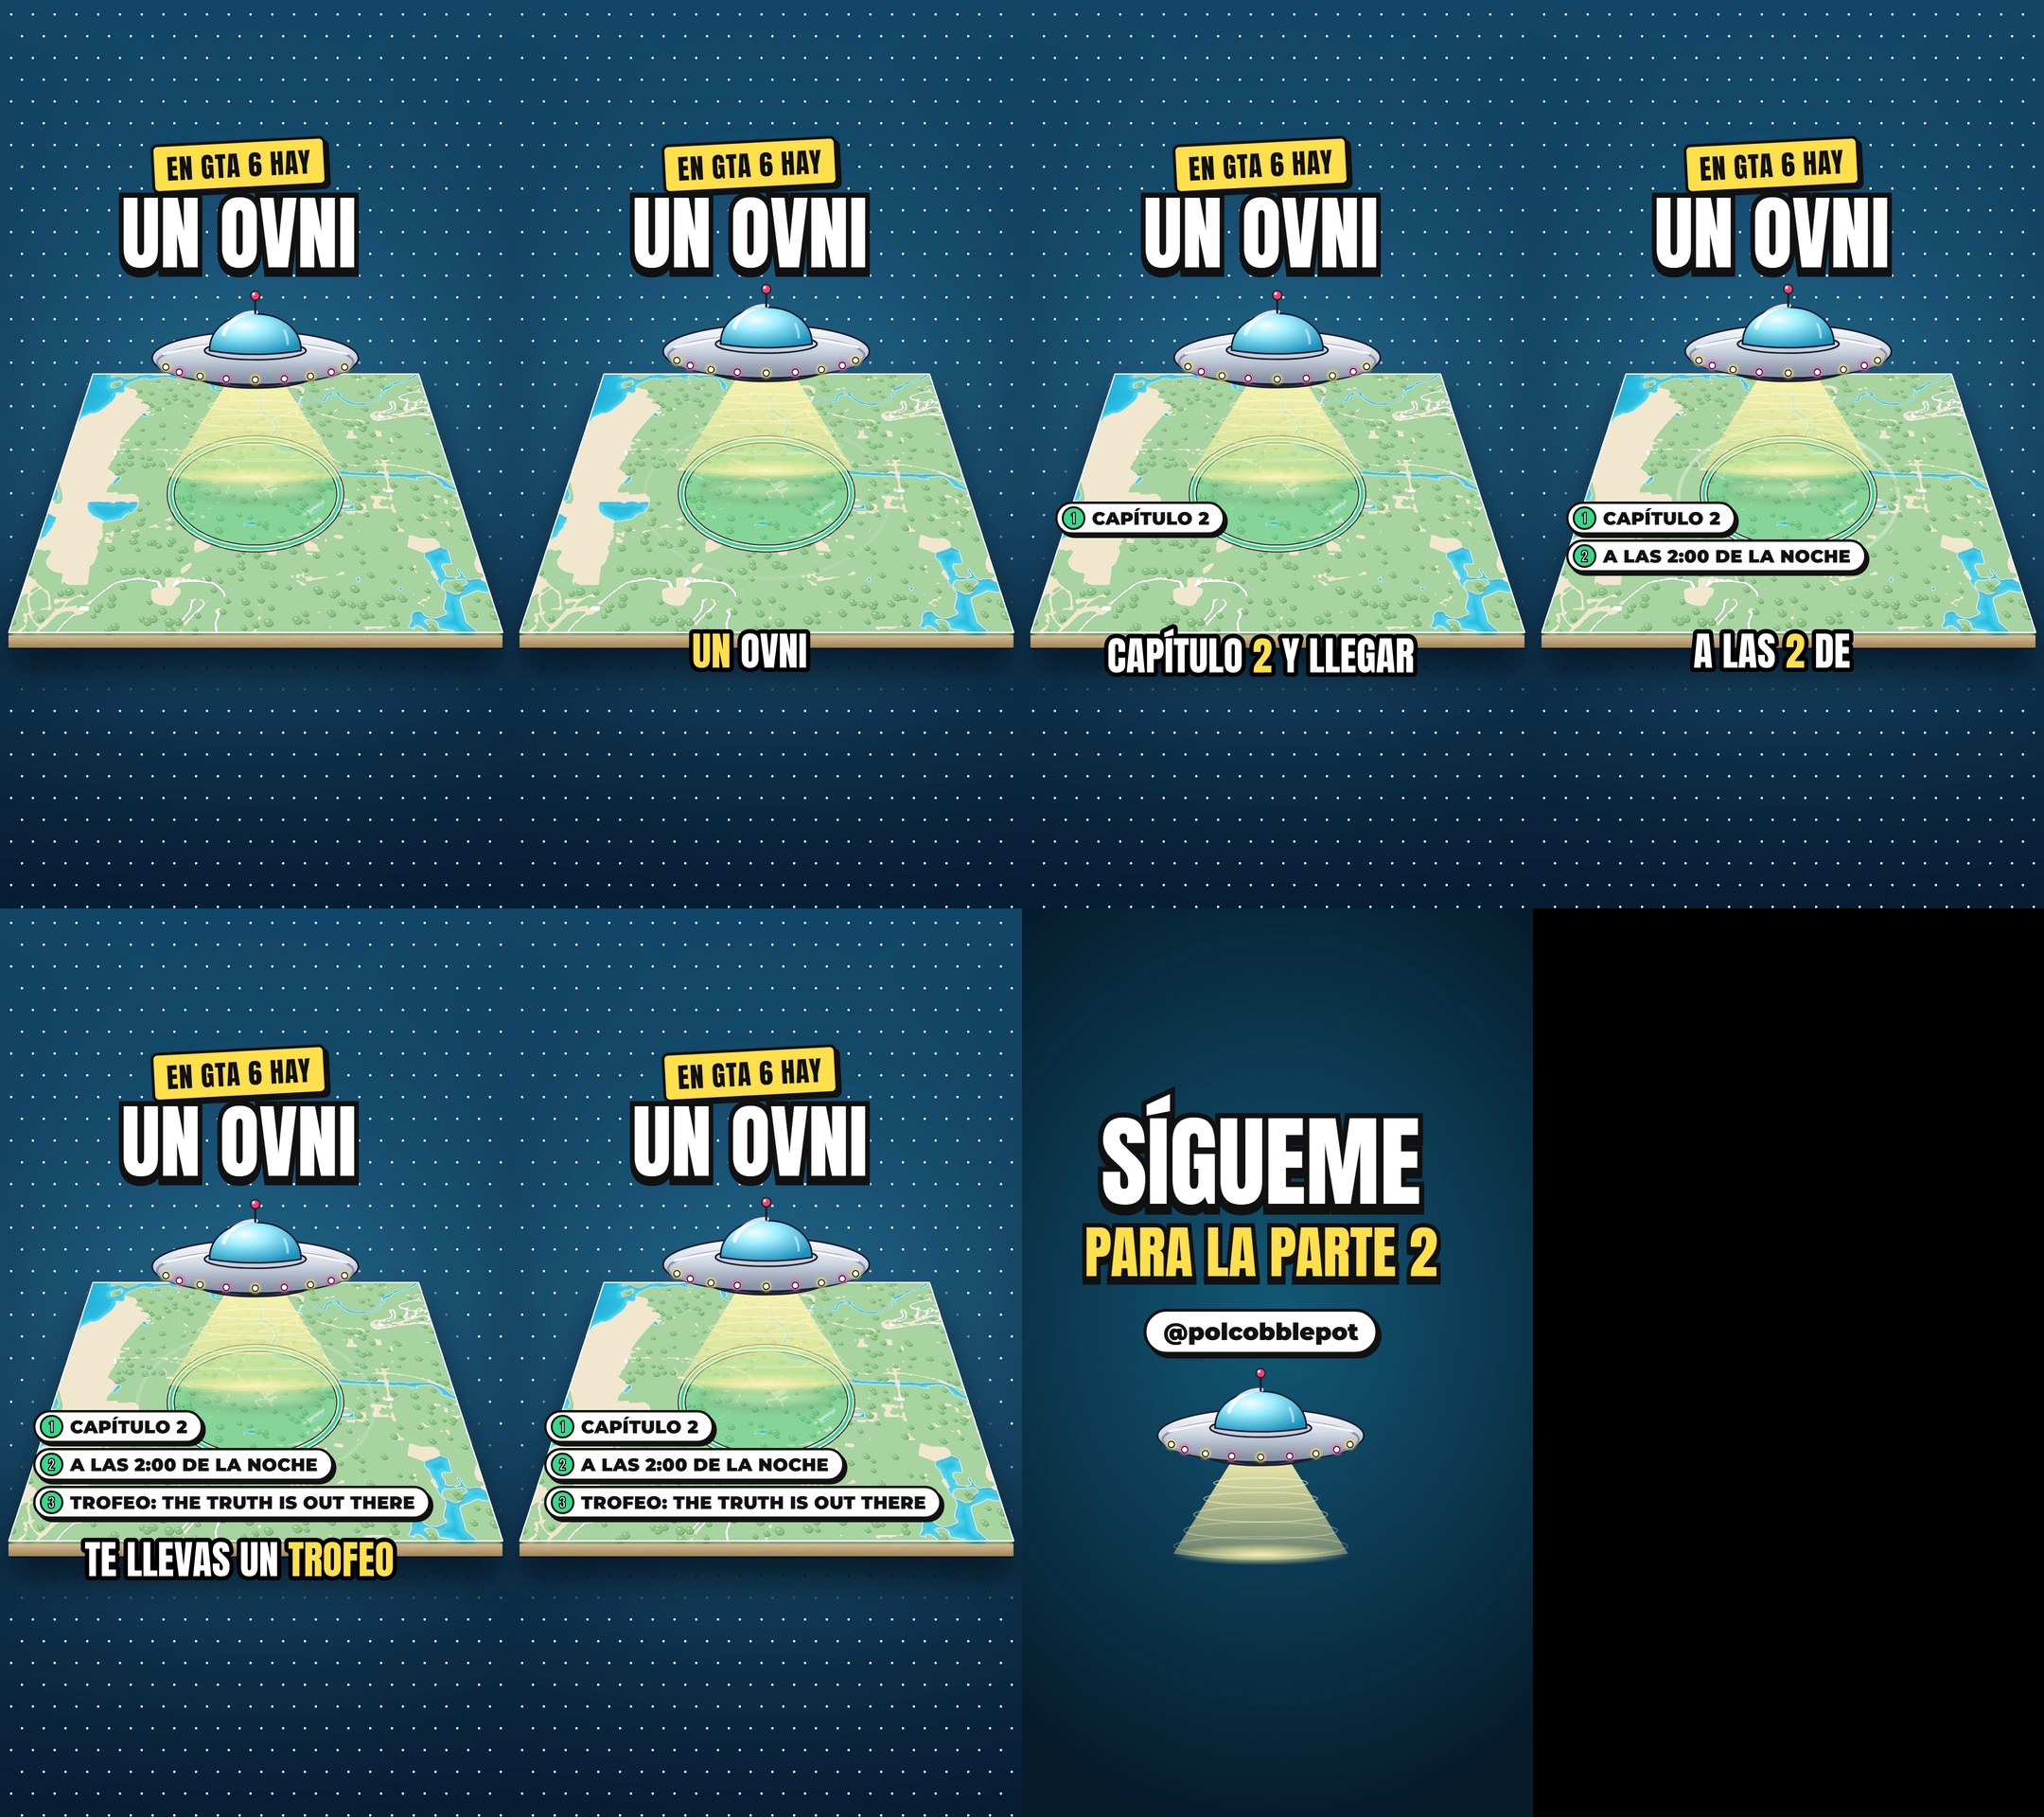 EN GTA 6 HAY
UN OVNI
EN GTA 6 HAY
UN OVNI
UN OVNI
EN GTA 6 HAY
UN OVNI
1 CAPÍTULO 2
CAPÍTULO 2 Y LLEGAR
EN GTA 6 HAY
UN OVNI
1 CAPÍTULO 2
2 A LAS 2:00 DE LA NOCHE
A LAS 2 DE
EN GTA 6 HAY
UN OVNI
1 CAPÍTULO 2
2 A LAS 2:00 DE LA NOCHE
3 TROFEO: THE TRUTH IS OUT THERE
TE LLEVAS UN TROFEO
EN GTA 6 HAY
UN OVNI
1 CAPÍTULO 2
2 A LAS 2:00 DE LA NOCHE
3 TROFEO: THE TRUTH IS OUT THERE
SÍGUEME
PARA LA PARTE 2
@polcobblepot